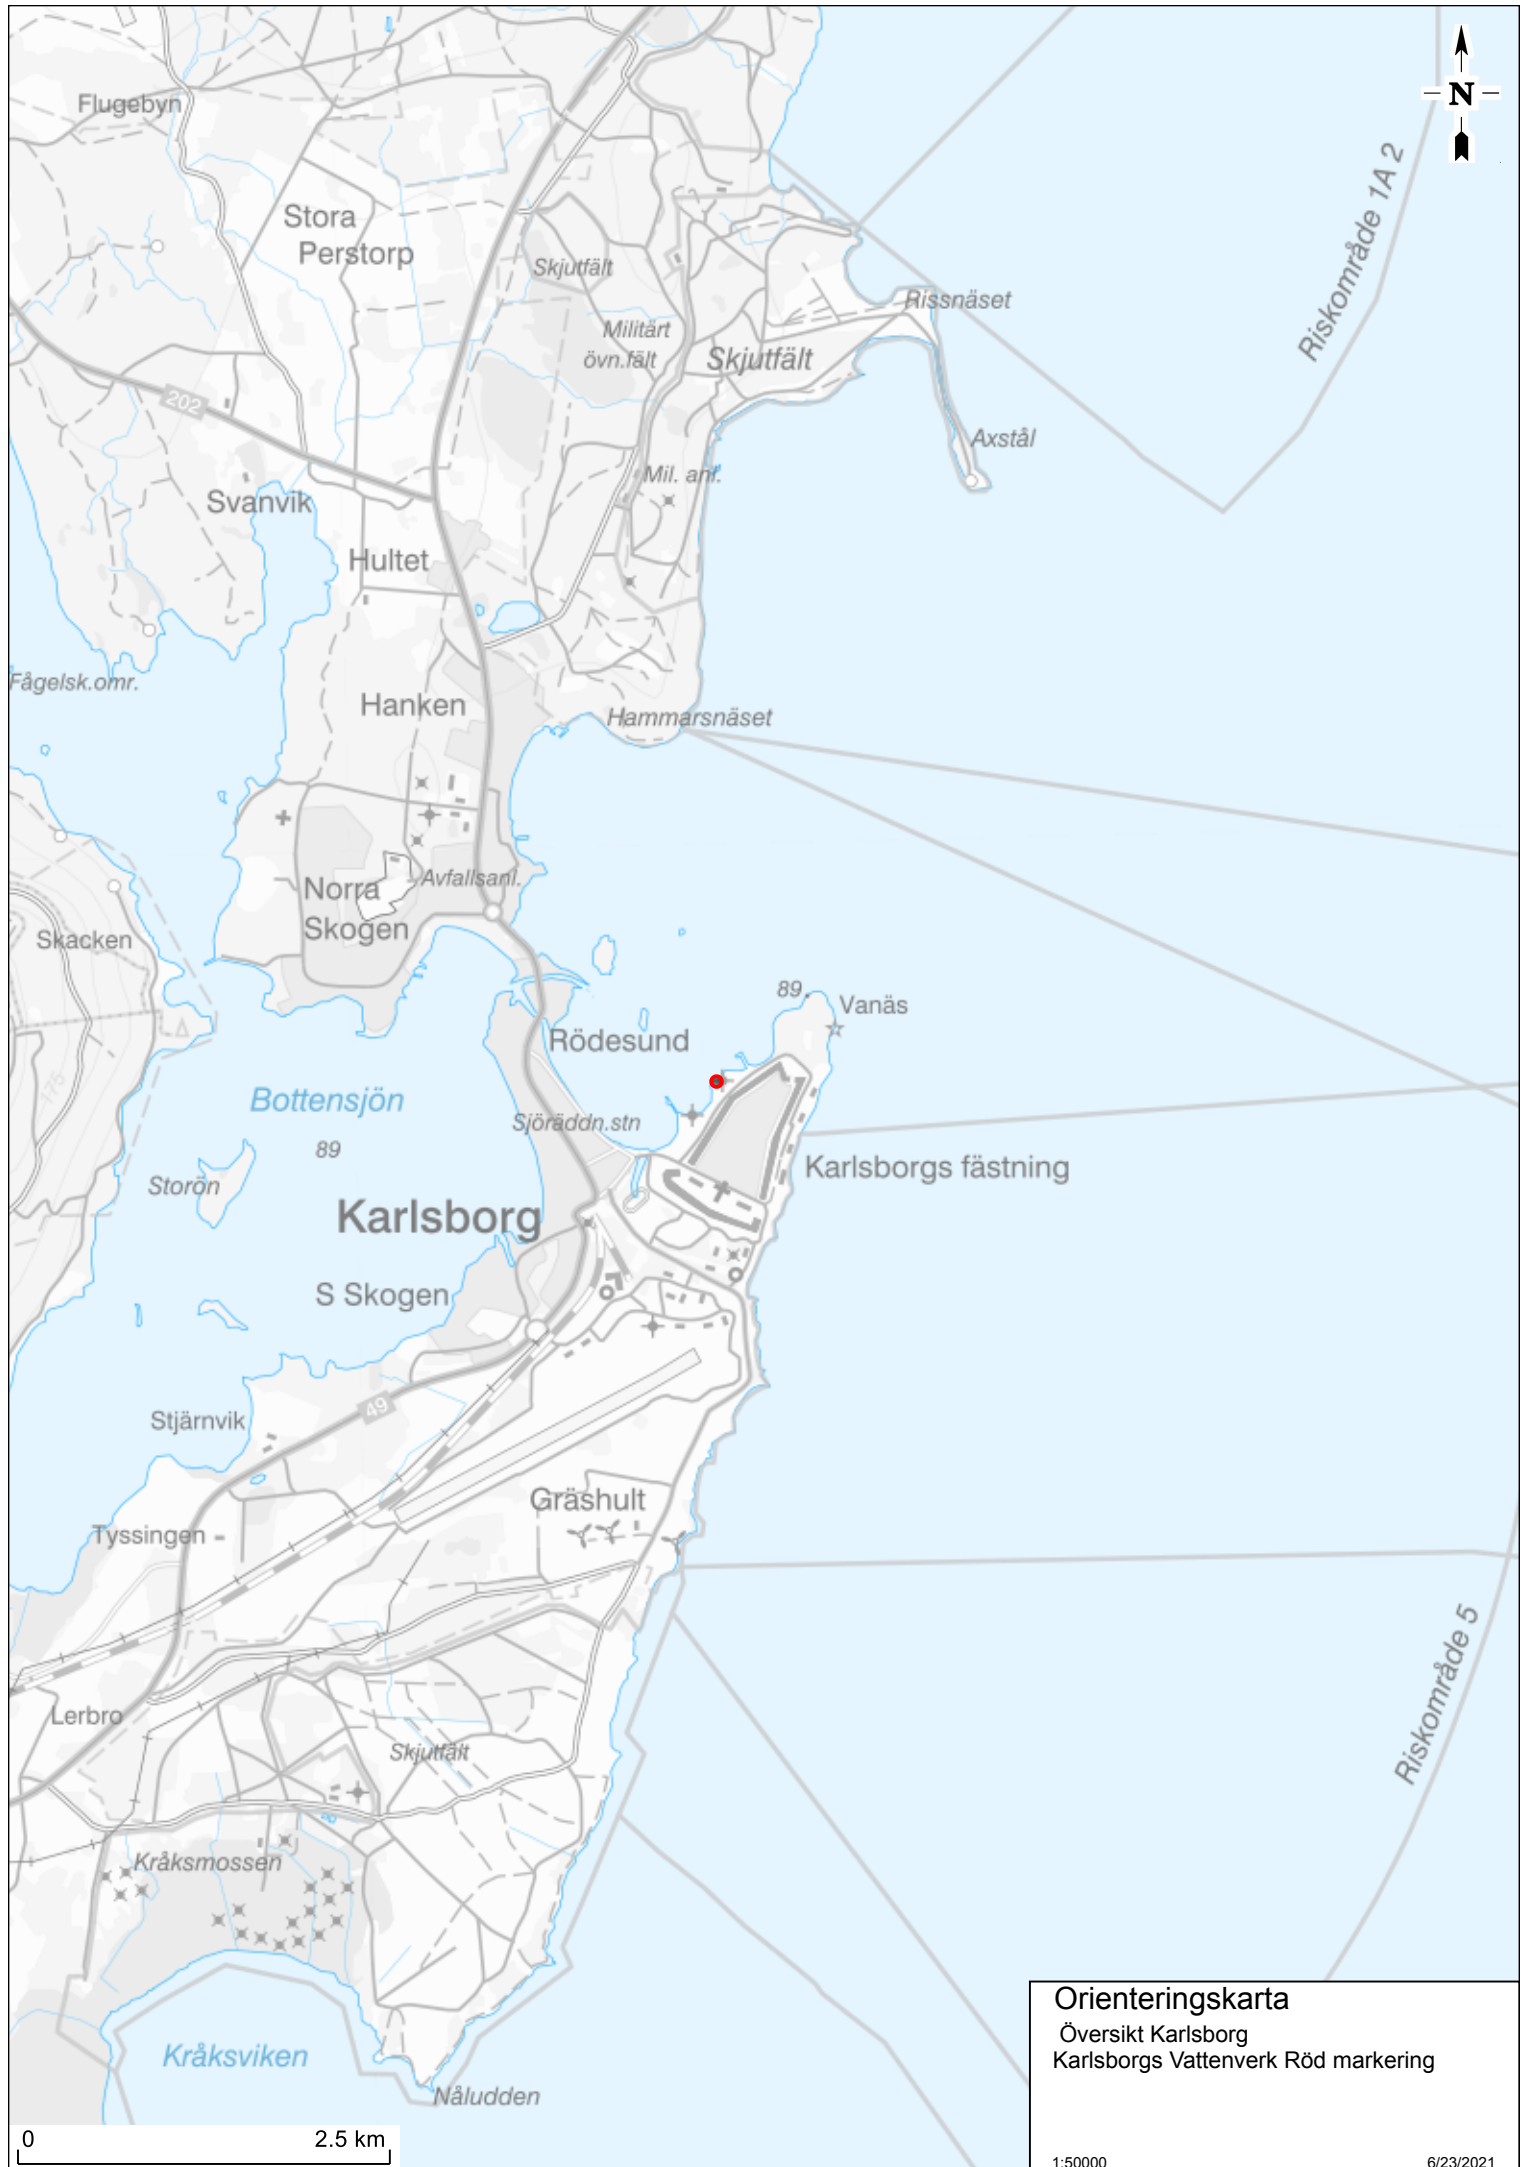 N
Flugebyn
Riskområde 1A 2
Stora
Perstorp
Skjutfält
Rissnäset
Militärt
övn.fält
Skjutfält
202
Axstål
Mil. anl.
Svanvik
Hultet
Fågelsk.omr.
Hanken
Hammarsnäset
Norra
Skogen
Avfallsanl.
Skacken
89.
Vanäs
Rödesund
175
Bottensjön
89
Sjöräddn.stn
Storön
Karlsborgs fästning
Karlsborg
S Skogen
49
Stjärnvik
Gräshult
Tyssingen
Riskområde 5
Lerbro
Skjutfält
Kråksmossen
Kråksviken
Nåludden
0 2.5 km
Orienteringskarta
Översikt Karlsborg
Karlsborgs Vattenverk Röd markering
1:50000 6/23/2021